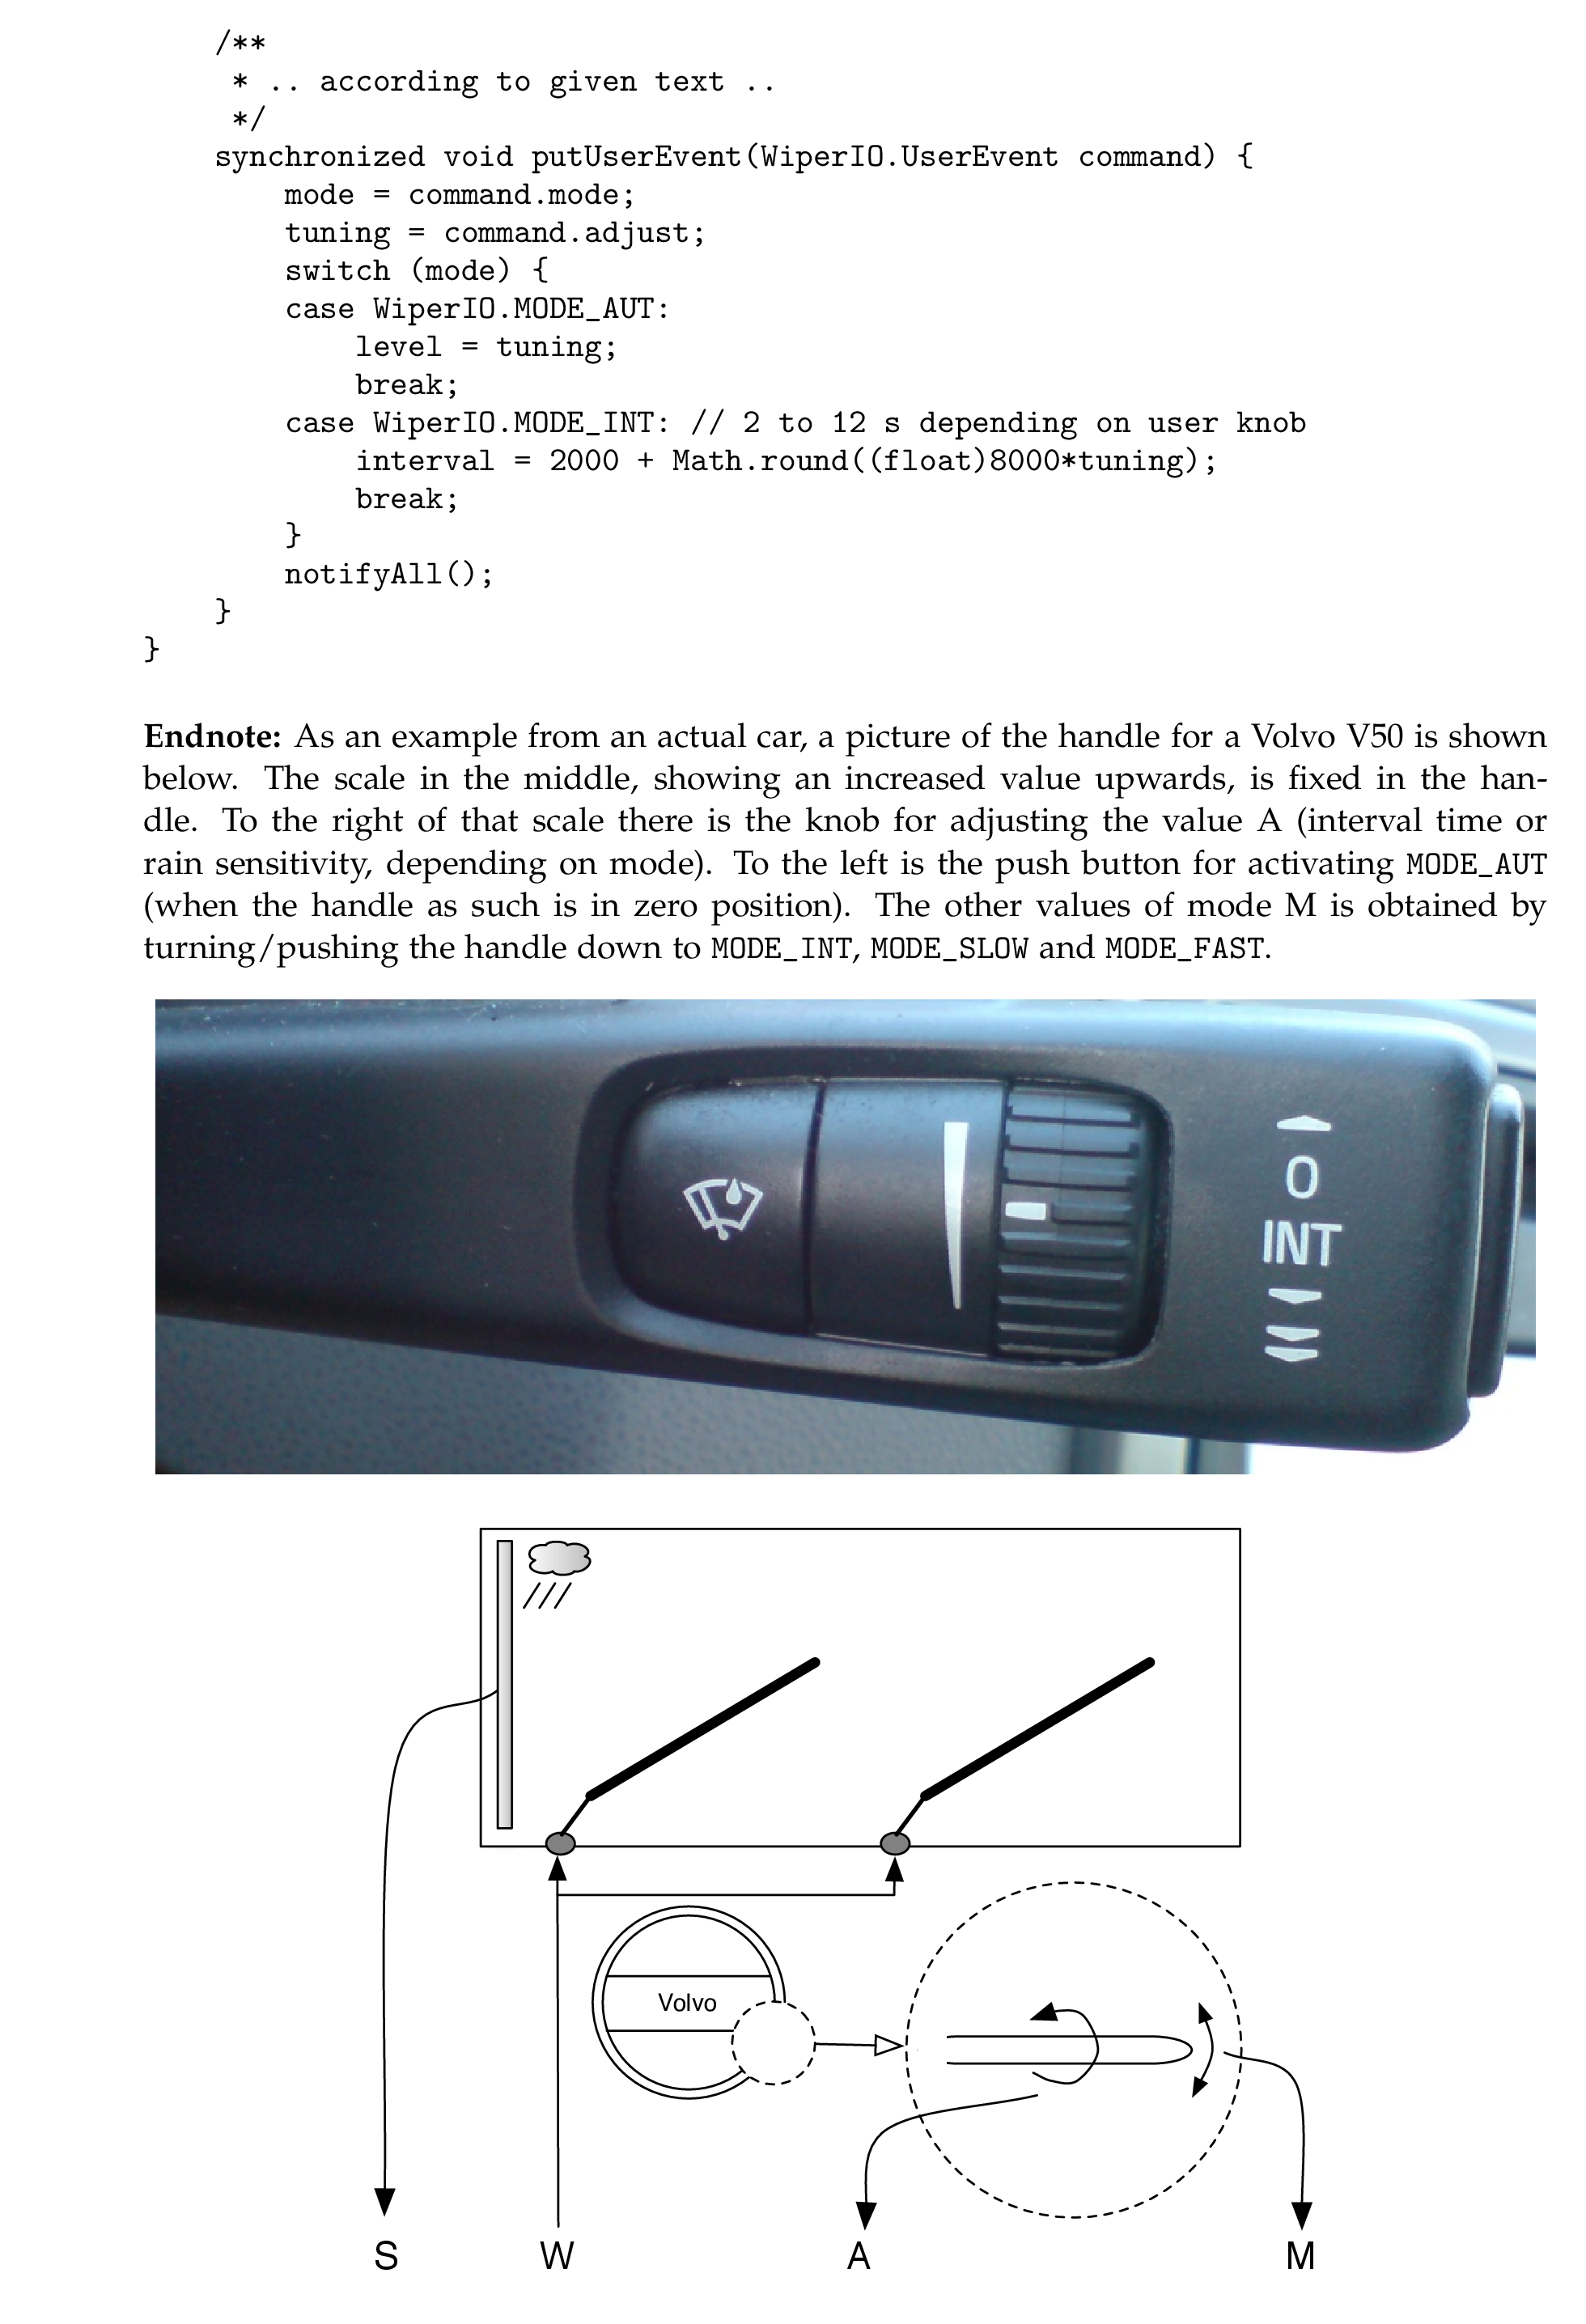 /**
* .. according to given text ..
*/
synchronized void putUserEvent(WiperIO.UserEvent command) {
mode = command.mode;
tuning = command.adjust;
switch (mode) {
case WiperIO.MODE_AUT:
level = tuning;
break;
case WiperIO.MODE_INT: // 2 to 12 s depending on user knob
interval = 2000 + Math.round((float)8000*tuning);
break;
}
notifyAll();
}
}
Endnote: As an example from an actual car, a picture of the handle for a Volvo V50 is shown
below. The scale in the middle, showing an increased value upwards, is fixed in the han-
dle. To the right of that scale there is the knob for adjusting the value A (interval time or
rain sensitivity, depending on mode). To the left is the push button for activating MODE_AUT
(when the handle as such is in zero position). The other values of mode M is obtained by
turning/pushing the handle down to MODE_INT, MODE_SLOW and MODE_FAST.
0
INT
Volvo
S W A M